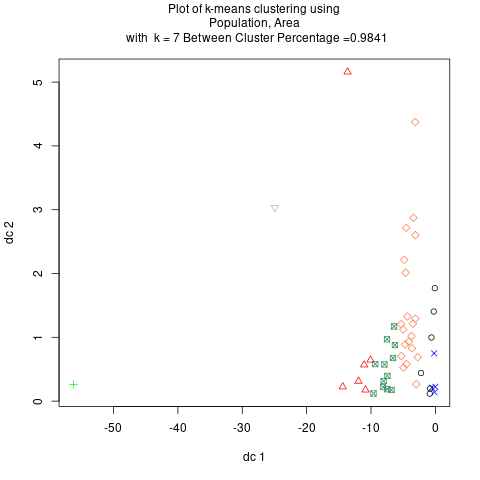 Plot of k-means clustering using
Population, Area
with k = 7 Between Cluster Percentage =0.9841
5
4
3
2
1
0
dc 2
-50
-40
-30
-20
-10
0
dc 1